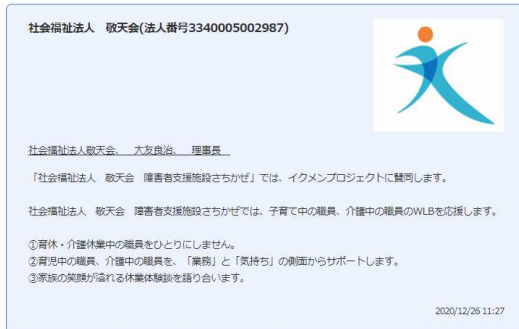 社会福祉法人　敬天会(法人番号3340005002987)
社会福祉法人敬天会、　大友良治、　理事長
「社会福祉法人　敬天会　障害者支援施設さちかぜ」では、イクメンプロジェクトに賛同します。
社会福祉法人　敬天会　障害者支援施設さちかぜでは、子育て中の職員、介護中の職員のWLBを応援します。
①育休・介護休業中の職員をひとりにしません。
②育児中の職員、介護中の職員を、「業務」と「気持ち」の側面からサポートします。
③家族の笑顔が溢れる休業体験談を語り合います。
2020/12/26 11:27